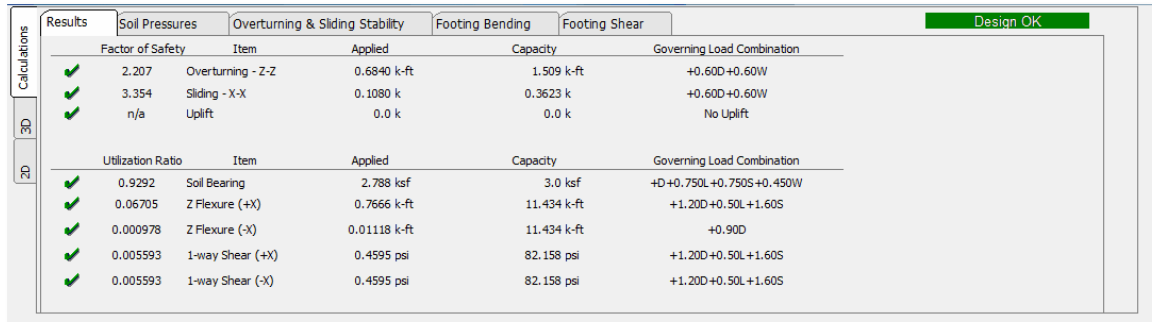 Results Soil Pressures Overturning & Sliding Stability Footing Bending Footing Shear Design OK
Calculations
3D
2D
Factor of Safety Item Applied Capacity Governing Load Combination
2.207 Overturning - Z-Z 0.6840 k-ft 1.509 k-ft +0.60D+0.60W
3.354 Sliding - X-X 0.1080 k 0.3623 k +0.60D+0.60W
n/a Uplift 0.0 k 0.0 k No Uplift
Utilization Ratio Item Applied Capacity Governing Load Combination
0.9292 Soil Bearing 2.788 ksf 3.0 ksf +D+0.750L+0.750S+0.450W
0.06705 Z Flexure (+X) 0.7666 k-ft 11.434 k-ft +1.20D+0.50L+1.60S
0.000978 Z Flexure (-X) 0.01118 k-ft 11.434 k-ft +0.90D
0.005593 1-way Shear (+X) 0.4595 psi 82.158 psi +1.20D+0.50L+1.60S
0.005593 1-way Shear (-X) 0.4595 psi 82.158 psi +1.20D+0.50L+1.60S